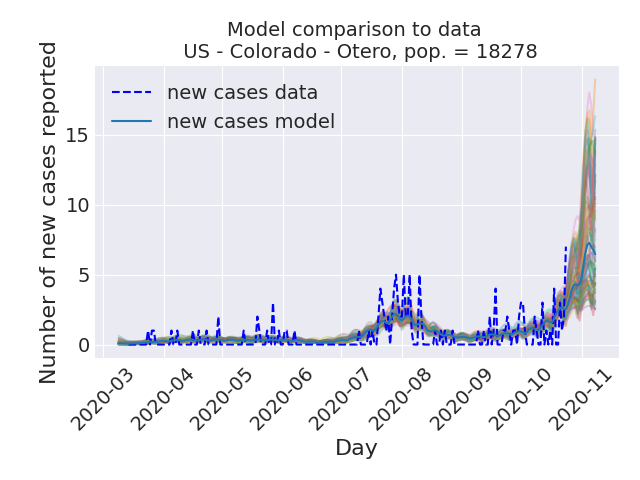 Model comparison to data
US - Colorado - Otero, pop. = 18278
new cases data
new cases model
Number of new cases reported
15
10
5
0
2020-03
2020-04
2020-05
2020-06
2020-07
2020-08
2020-09
2020-10
2020-11
Day